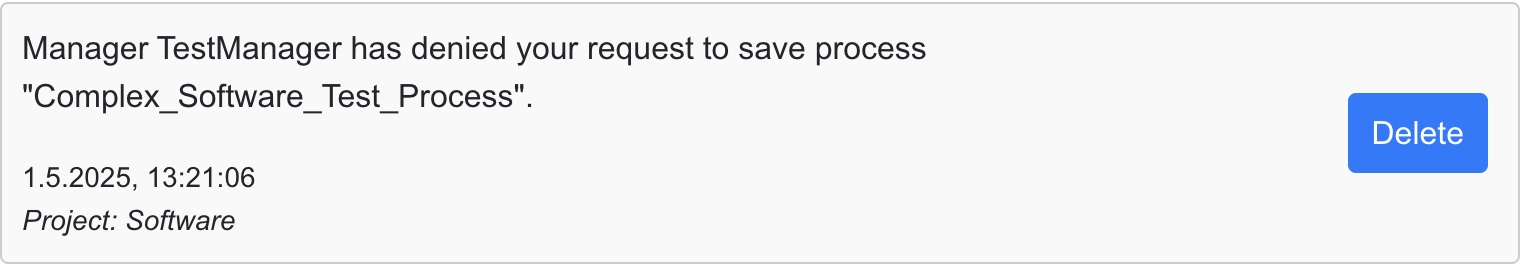 Manager TestManager has denied your request to save process
"Complex_Software_Test_Process".
Delete
1.5.2025, 13:21:06
Project: Software